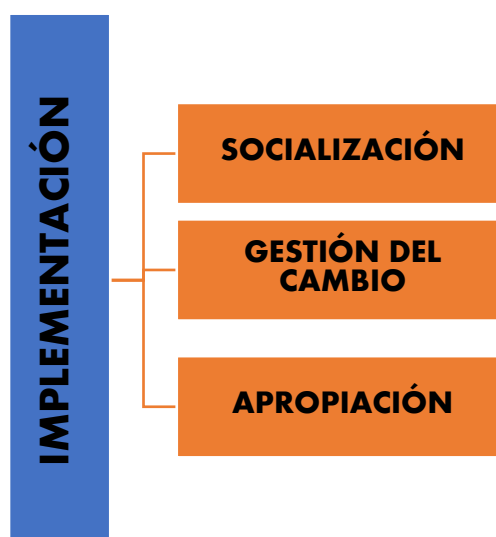 IMPLEMENTACIÓN
SOCIALIZACIÓN
GESTIÓN DEL
CAMBIO
APROPIACIÓN